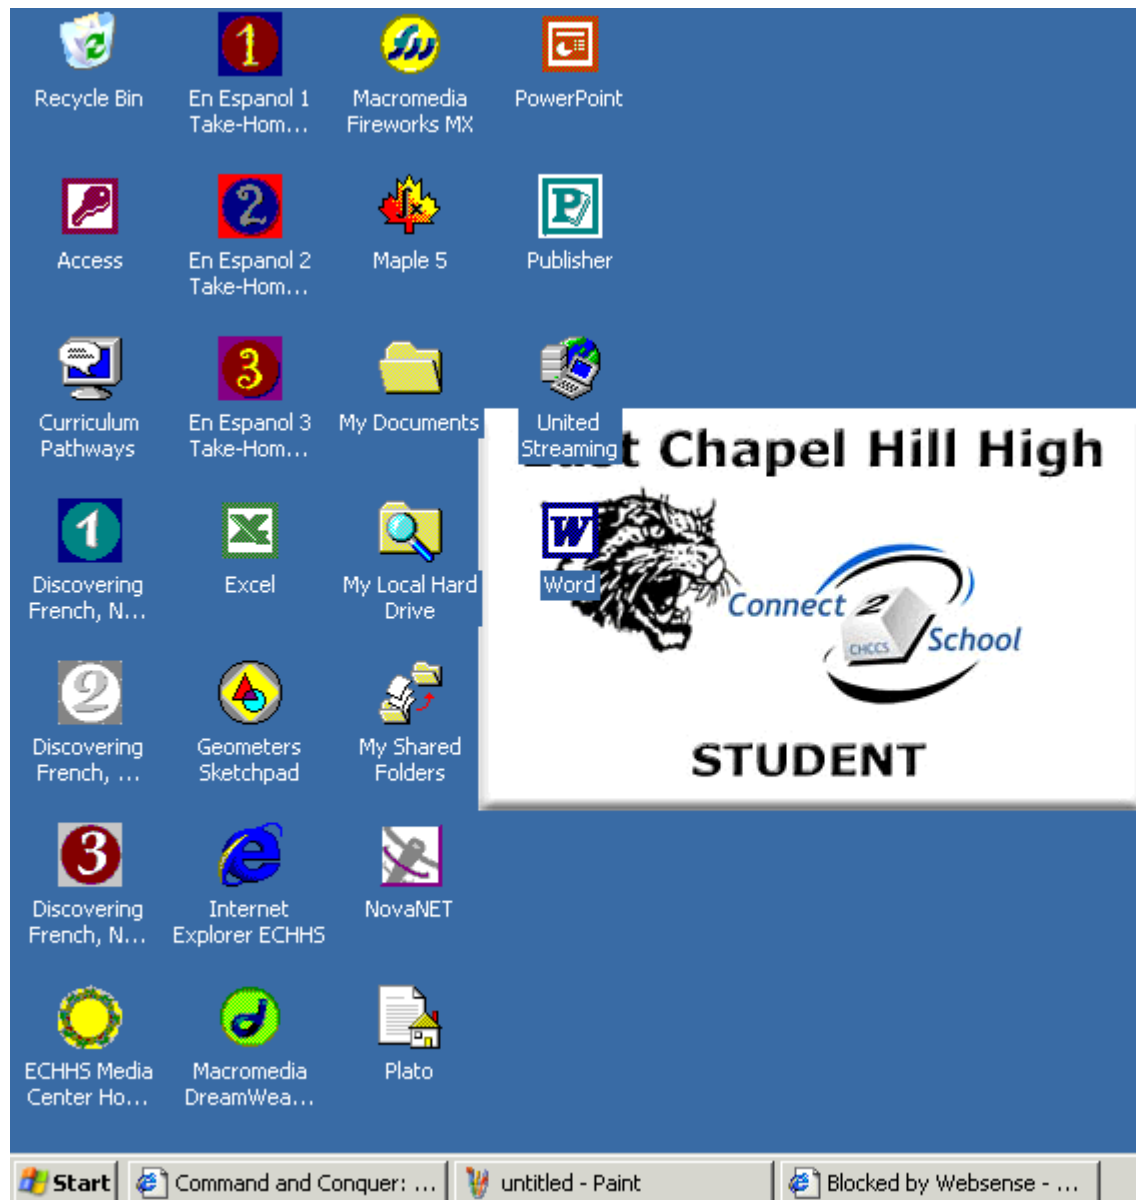 Recycle Bin
En Espanol 1
Take-Hom...
Macromedia
Fireworks MX
PowerPoint
Access
En Espanol 2
Take-Hom...
Maple 5
Publisher
Curriculum
Pathways
En Espanol 3
Take-Hom...
My Documents
United
Streaming
Chapel Hill High
Discovering
French, N...
Excel
My Local Hard
Drive
Word
Connect 2
School
CHCCS
Discovering
French, ...
Geometers
Sketchpad
My Shared
Folders
STUDENT
Discovering
French, N...
Internet
Explorer ECHHS
NovaNET
ECHHS Media
Center Ho...
Macromedia
DreamWea...
Plato
Start
Command and Conquer: ...
untitled - Paint
Blocked by Websense - ...